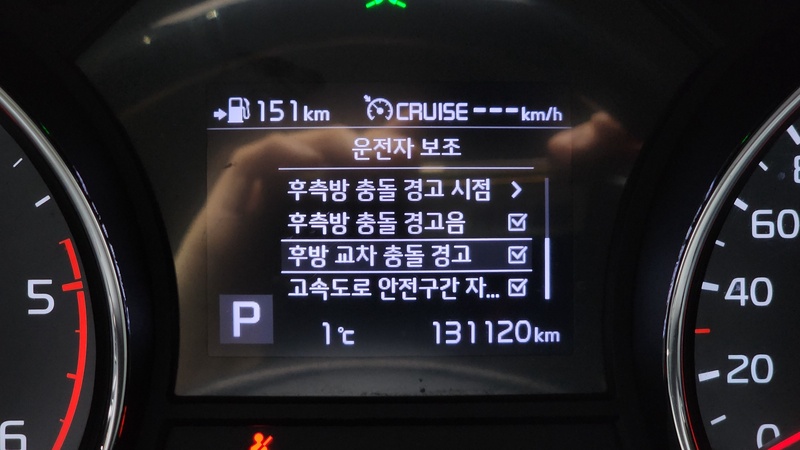 151km CRUISE ---km/h
운전자 보조
후측방 충돌 경고 시점
후측방 충돌 경고음
후방 교차 충돌 경고
고속도로 안전구간 자...
P 1℃ 131120km
5
6
60
40
20
0